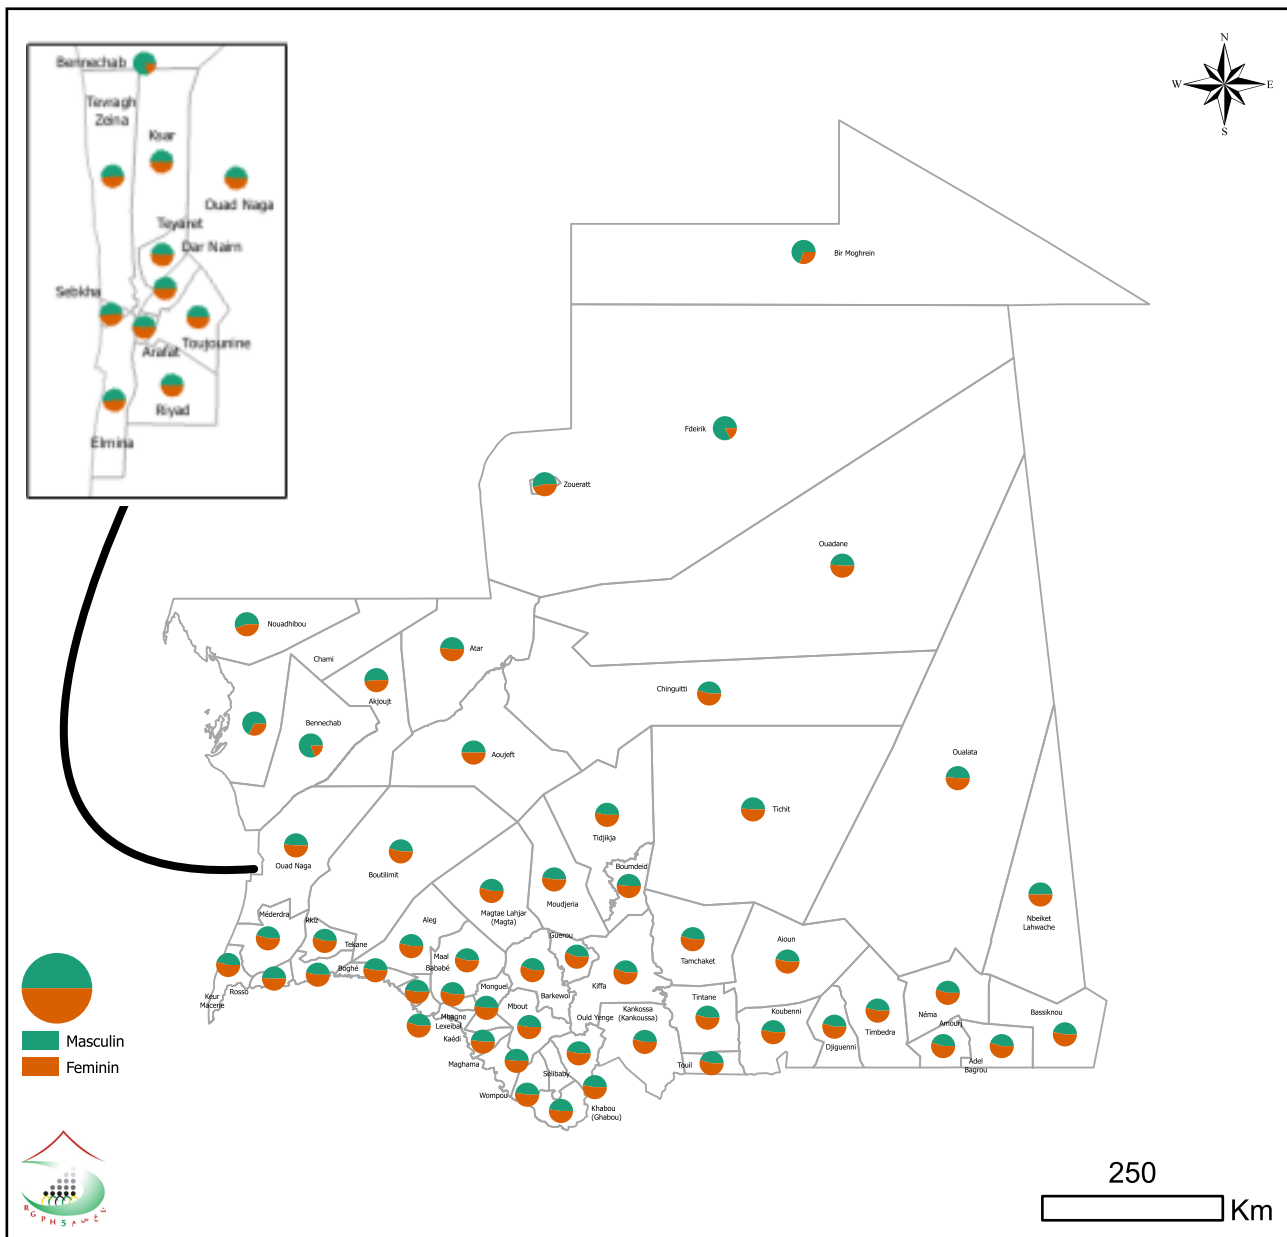 N
W
E
S
Bennechab
Tevragh
Zeina
Ksar
Ouad Naga
Teyaret
Dar Nairn
Sebkha
Toujounine
Arafat
Riyad
Elmina
Bir Moghrein
Fdeirik
Zoueratt
Ouadane
Nouadhibou
Chami
Atar
Akjoujt
Chinguitti
Bennechab
Aoujeft
Oualata
Tichit
Tidjikja
Ouad Naga
Boutilimit
Boumdeid
Moudjeria
Magtae Lahjar
(Magta)
Nbeiket
Lahwache
Méderdra
Rkiz
Aleg
Tekane
Guerou
Aioun
Tamchaket
Maal
Bababé
Boghé
Keur
Macene
Rosso
Monguel
Barkewol
Kiffa
Mbout
Mbagne
Lexeibai
Ould Yenge
Kankossa
(Kankoussa)
Tintane
Koubenni
Djiguenni
Timbedra
Néma
Amourj
Bassiknou
Kaédi
Maghama
Sélibaby
Touil
Adel
Bagrou
Wompou
Khabou
(Ghabou)
Masculin
Feminin
R G P H 5
250
Km